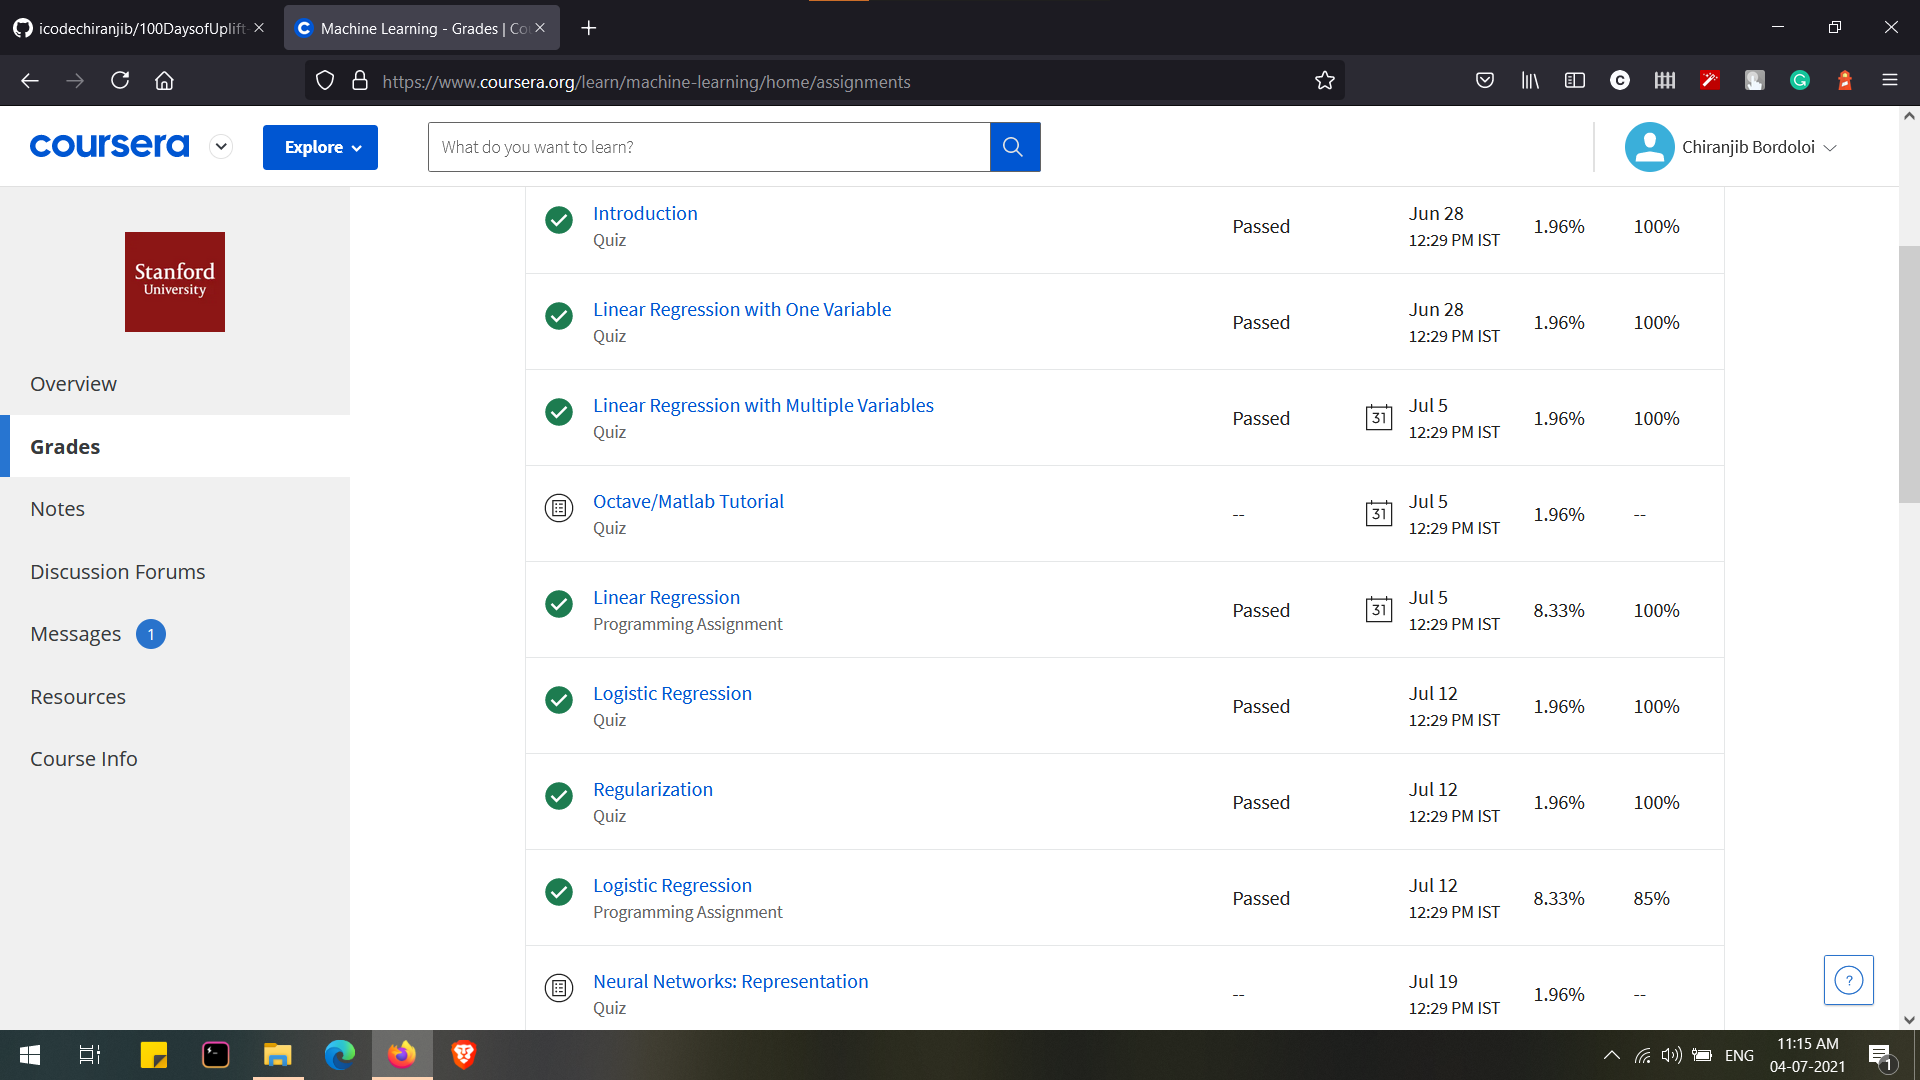 icodechiranjib/100DaysofUplift-
Machine Learning - Grades | Co
https://www.coursera.org/learn/machine-learning/home/assignments
coursera
Explore
What do you want to learn?
Chiranjib Bordoloi
Stanford
University
Overview
Grades
Notes
Discussion Forums
Messages 1
Resources
Course Info
Introduction
Quiz
Passed
Jun 28
12:29 PM IST
1.96%
100%
Linear Regression with One Variable
Quiz
Passed
Jun 28
12:29 PM IST
1.96%
100%
Linear Regression with Multiple Variables
Quiz
Passed
31
Jul 5
12:29 PM IST
1.96%
100%
Octave/Matlab Tutorial
Quiz
--
31
Jul 5
12:29 PM IST
1.96%
--
Linear Regression
Programming Assignment
Passed
31
Jul 5
12:29 PM IST
8.33%
100%
Logistic Regression
Quiz
Passed
Jul 12
12:29 PM IST
1.96%
100%
Regularization
Quiz
Passed
Jul 12
12:29 PM IST
1.96%
100%
Logistic Regression
Programming Assignment
Passed
Jul 12
12:29 PM IST
8.33%
85%
Neural Networks: Representation
Quiz
--
Jul 19
12:29 PM IST
1.96%
--
?
ENG
11:15 AM
04-07-2021
1